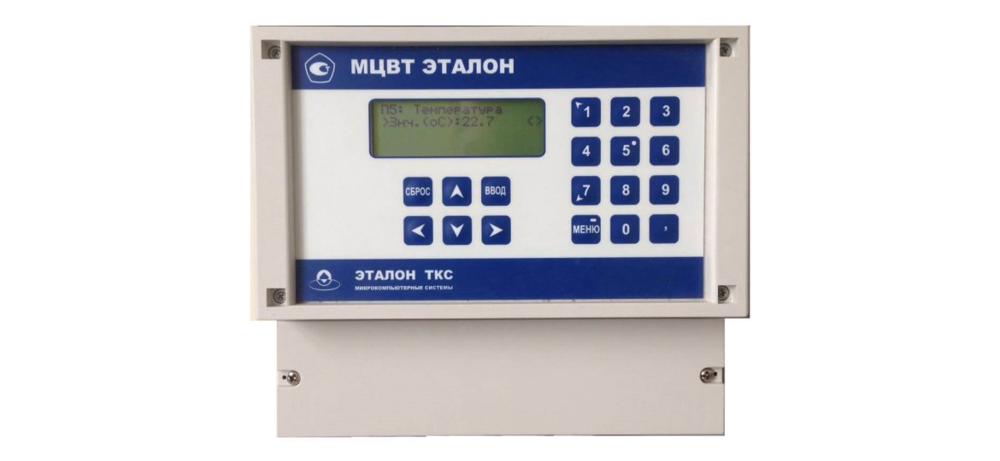 МЦВТ ЭТАЛОН
П5: Температура
>Знч.(оС):22.7 <>
1 2 3
4 5 6
СБРОС ВВОД
7 8 9
МЕНЮ 0 ,
ЭТАЛОН ТКС
МИКРОКОМПЬЮТЕРНЫЕ СИСТЕМЫ